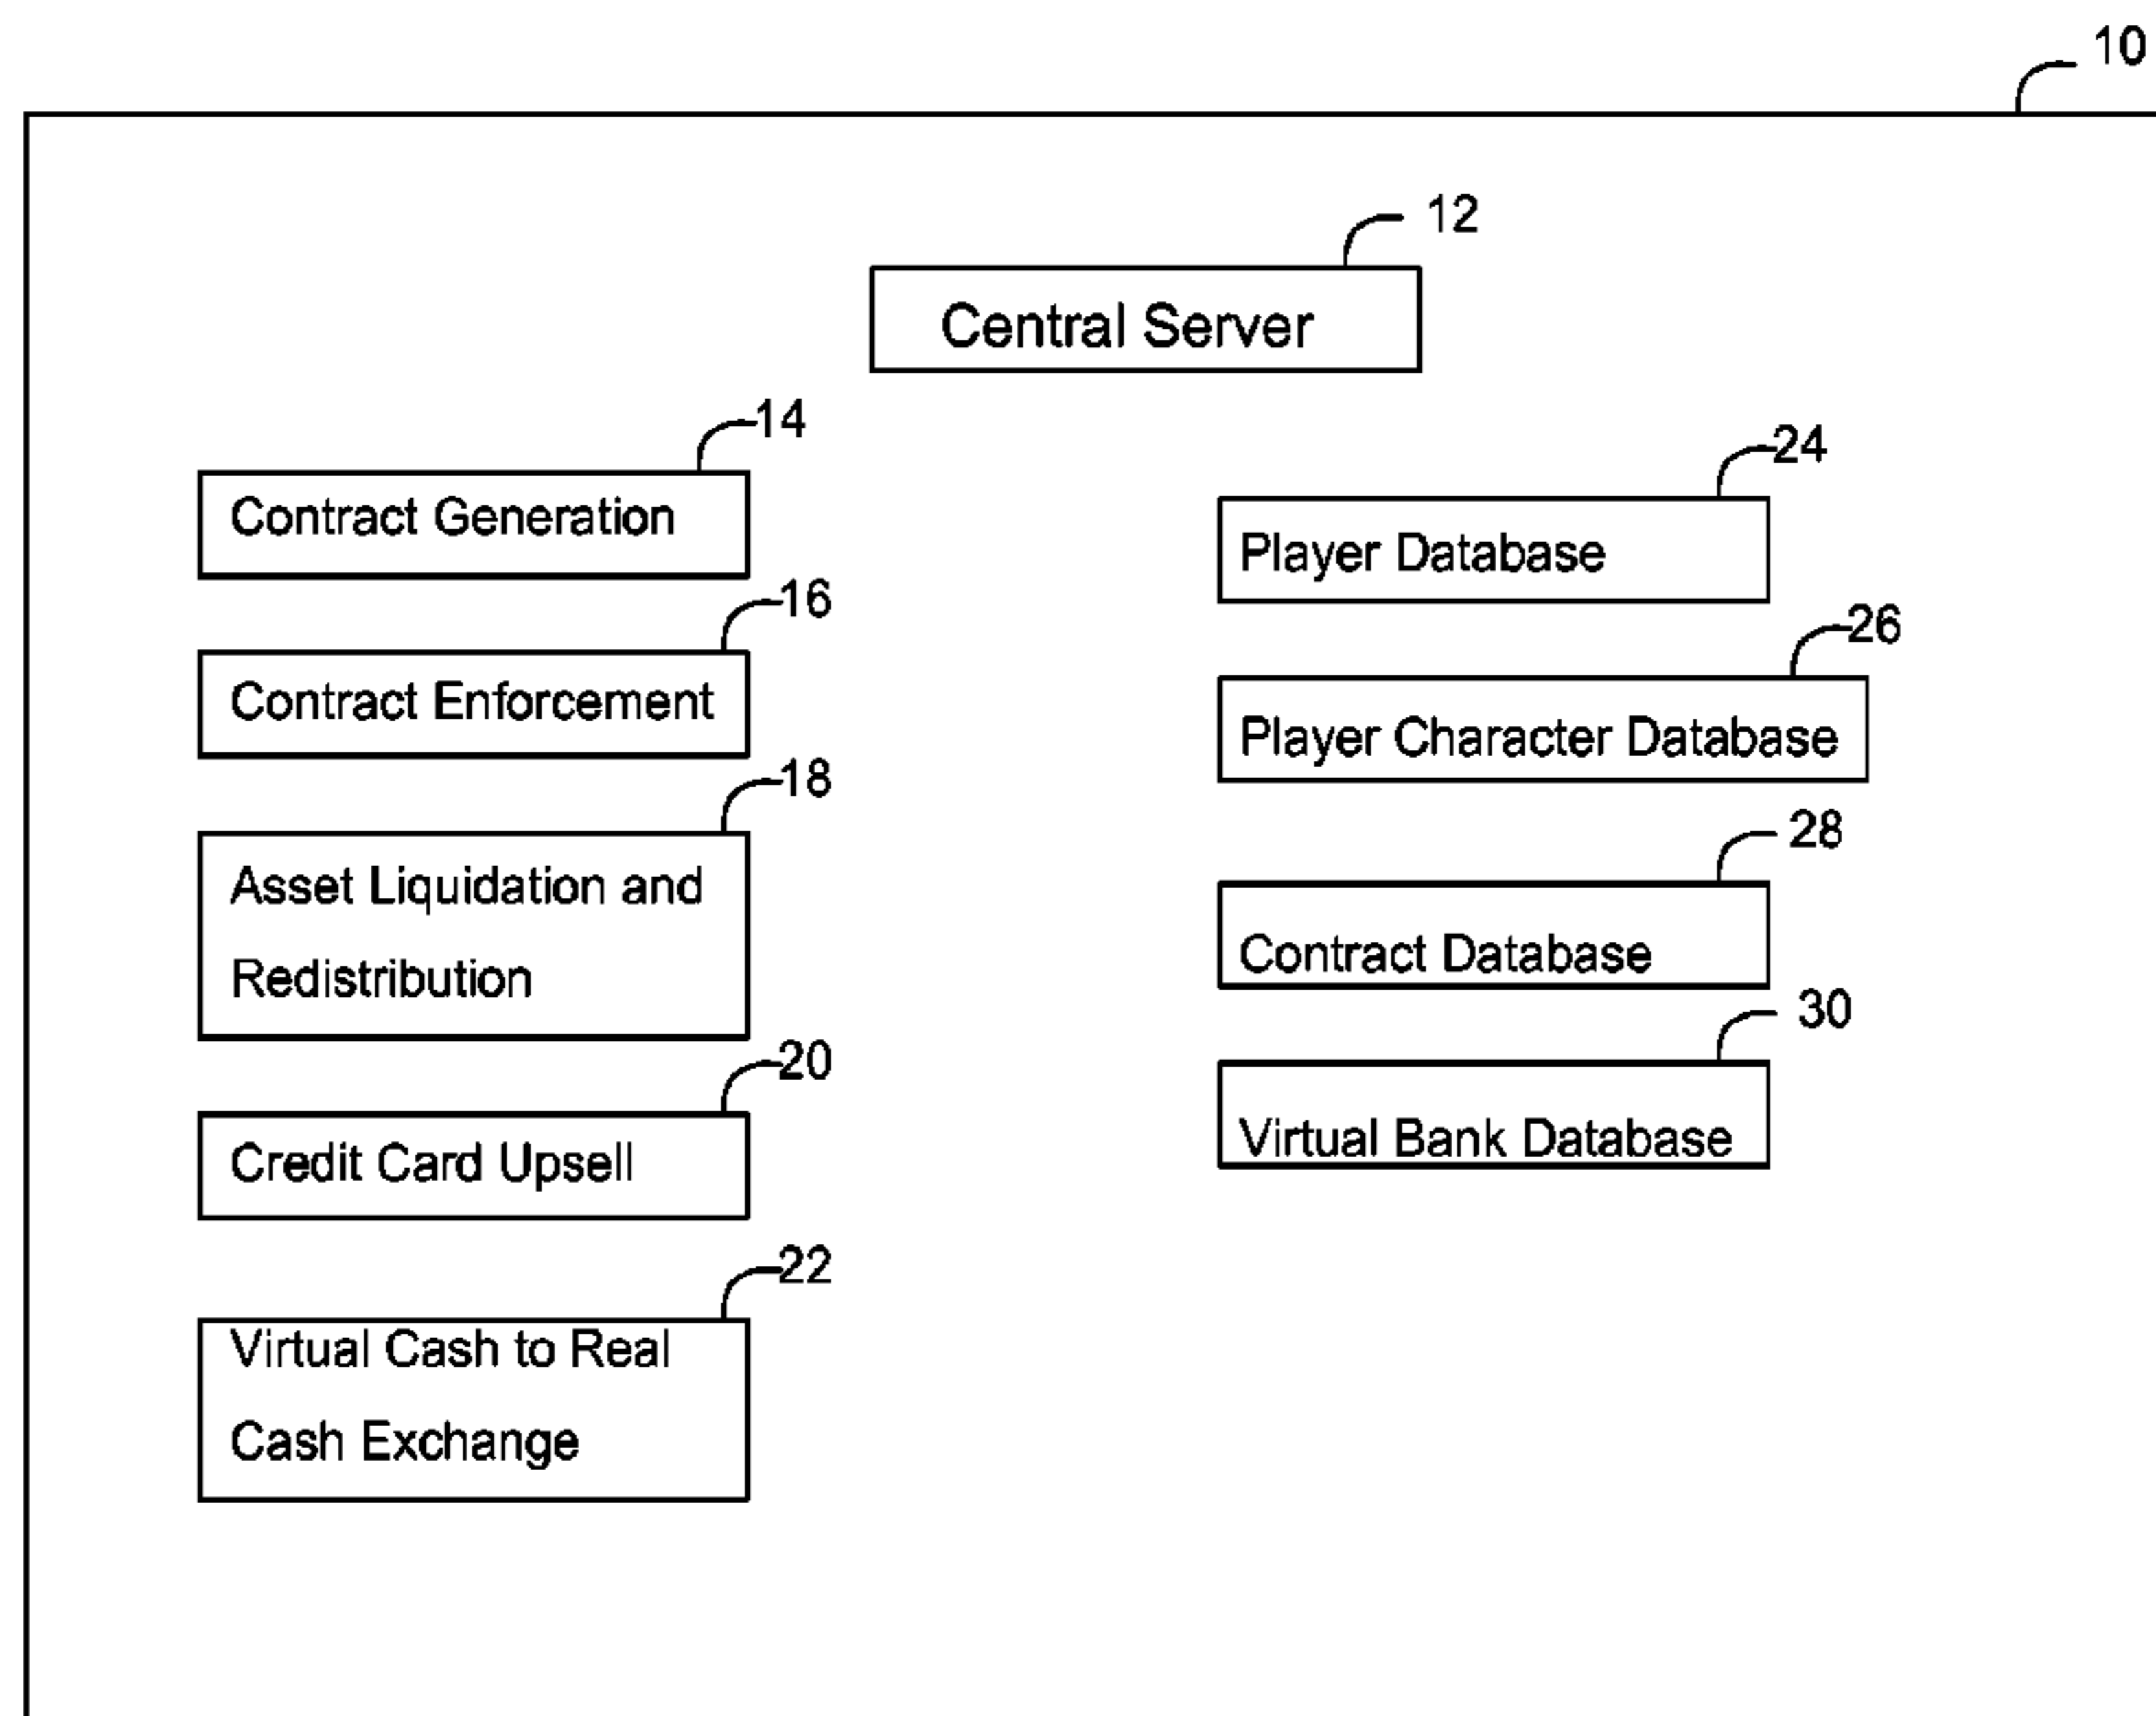 10
12
Central Server
14
Contract Generation
16
Contract Enforcement
18
Asset Liquidation and
Redistribution
20
Credit Card Upsell
22
Virtual Cash to Real
Cash Exchange
24
Player Database
26
Player Character Database
28
Contract Database
30
Virtual Bank Database